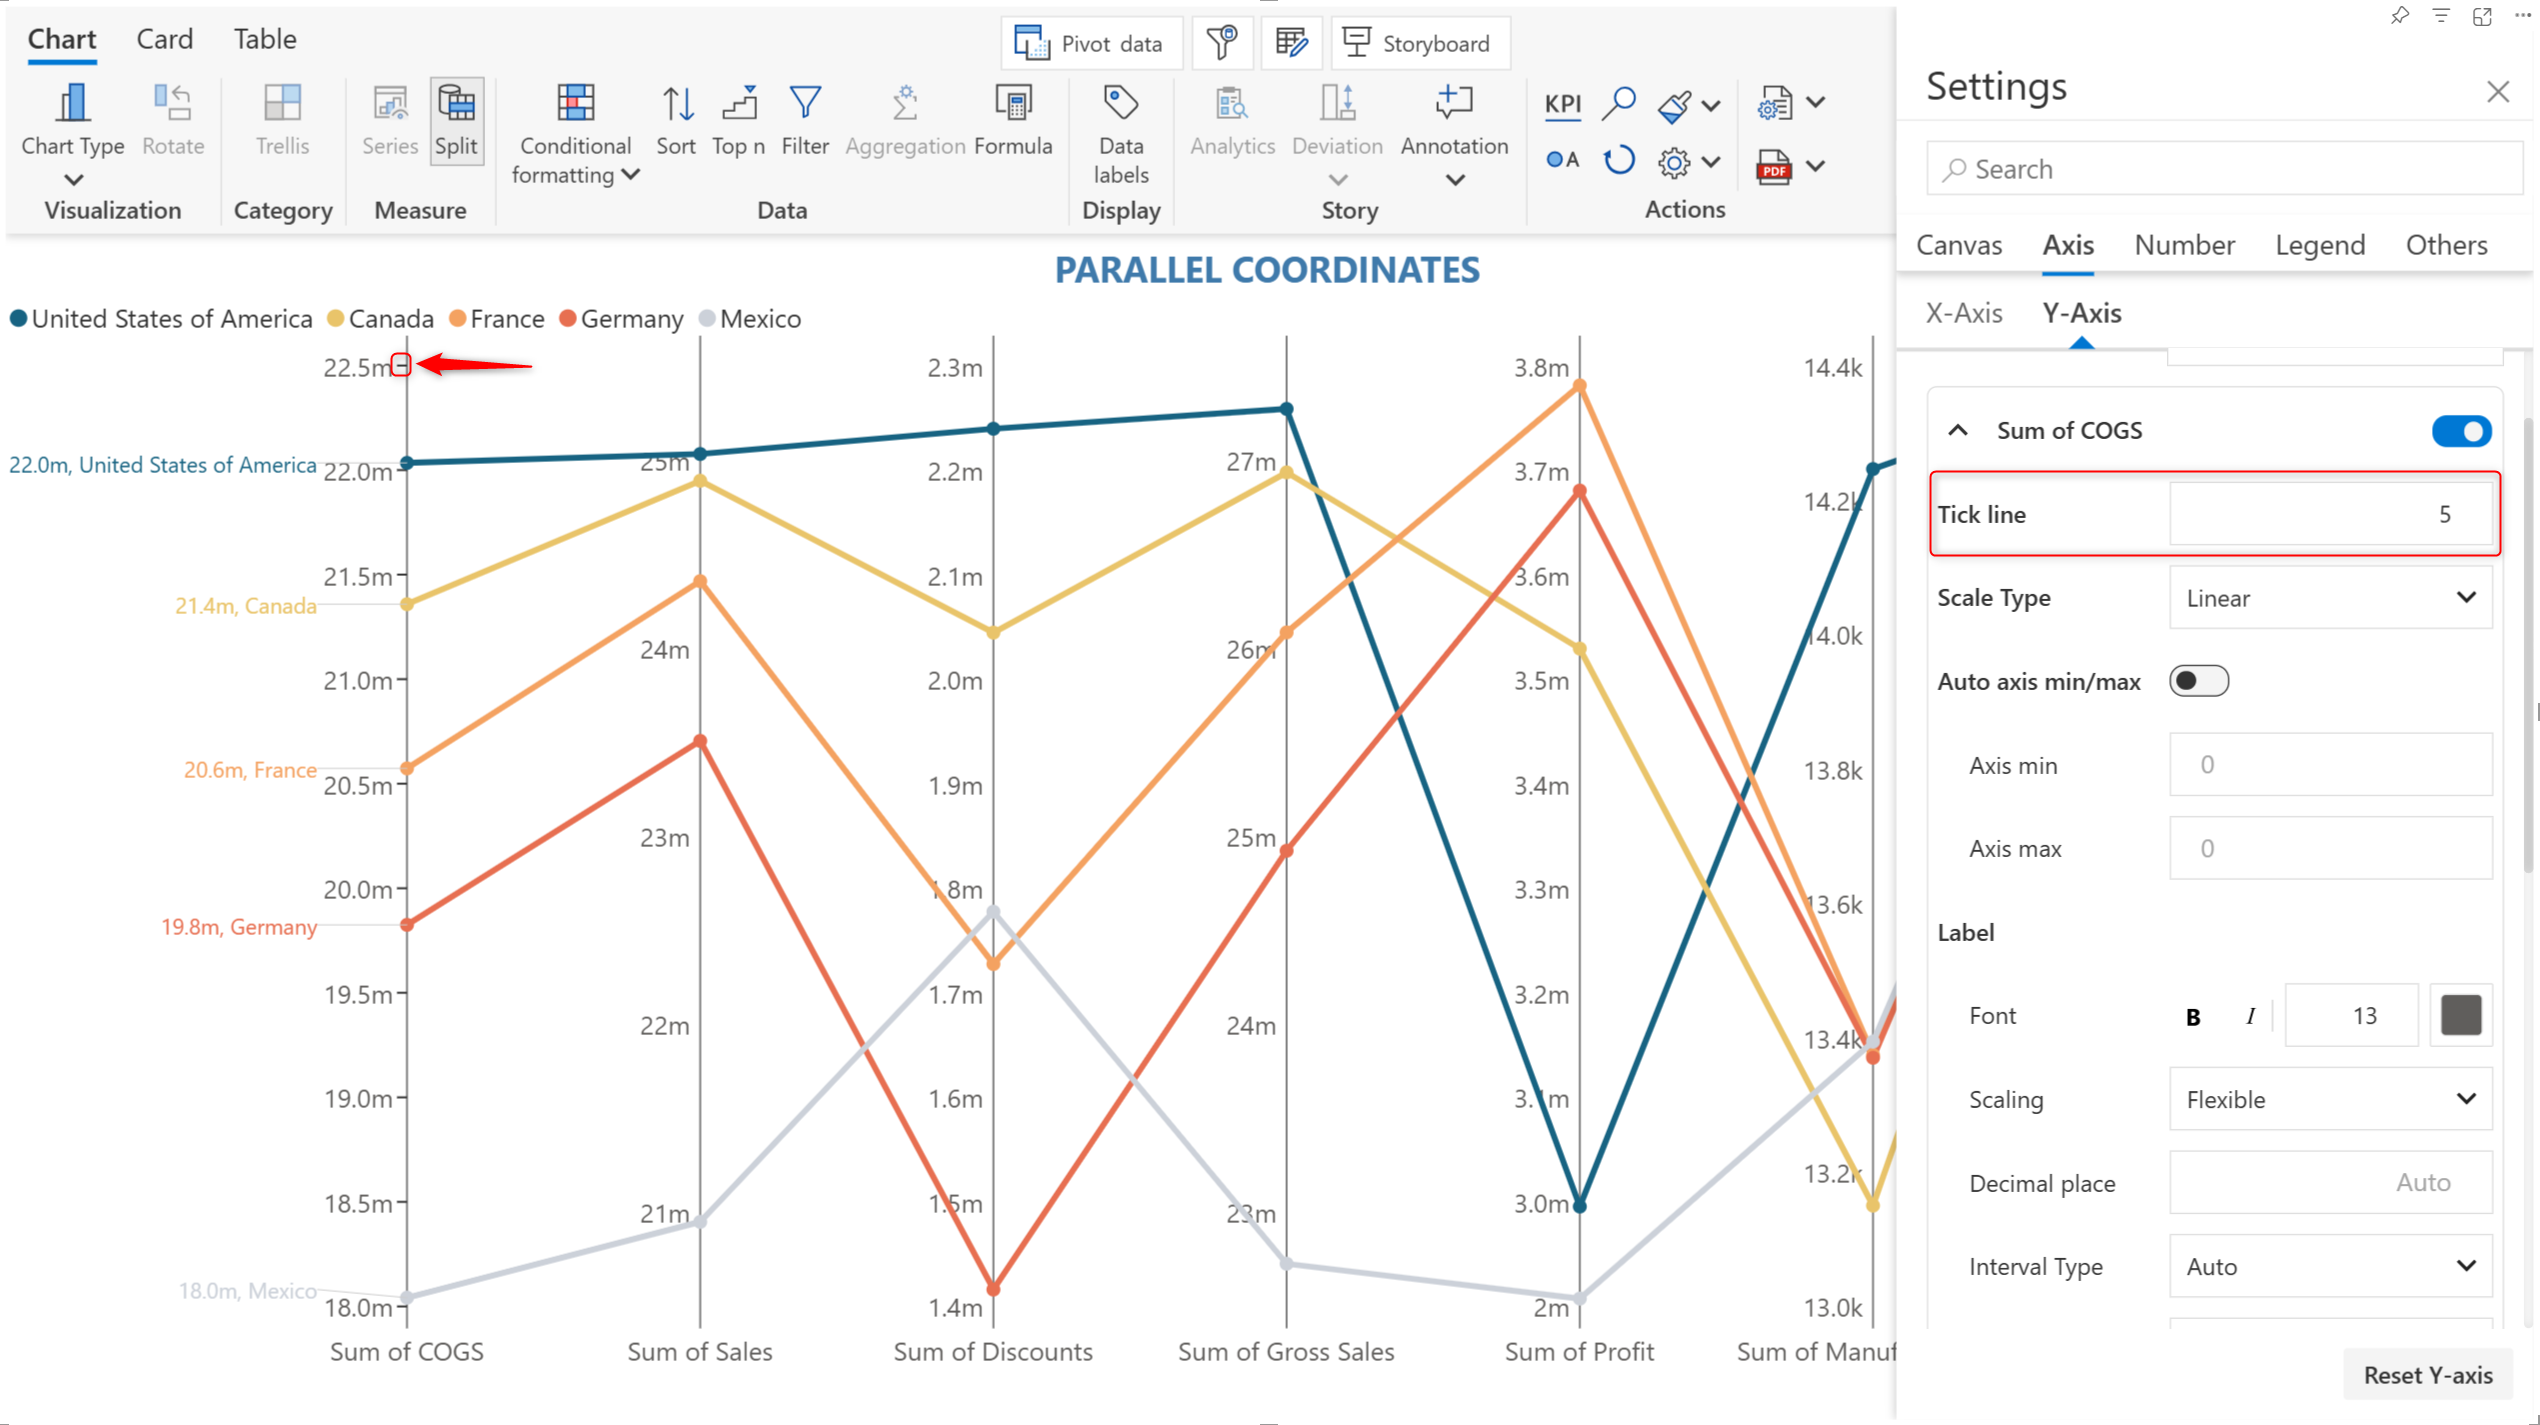 Chart Card Table
Pivot data Storyboard
Settings
Search
Chart Type Rotate Trellis Series Split Conditional formatting Sort Top n Filter Aggregation Formula Data labels Analytics Deviation Annotation
KPI
A
PDF
Visualization Category Measure Data Display Story Actions
Canvas Axis Number Legend Others
X-Axis Y-Axis
PARALLEL COORDINATES
United States of America Canada France Germany Mexico
22.0m, United States of America
21.4m, Canada
20.6m, France
19.8m, Germany
18.0m, Mexico
22.5m
22.0m
21.5m
21.0m
20.5m
20.0m
19.5m
19.0m
18.5m
18.0m
25m
24m
23m
22m
21m
2.3m
2.2m
2.1m
2.0m
1.9m
1.8m
1.7m
1.6m
1.5m
1.4m
27m
26m
25m
24m
23m
3.8m
3.7m
3.6m
3.5m
3.4m
3.3m
3.2m
3.1m
3.0m
2m
14.4k
14.2k
14.0k
13.8k
13.6k
13.4k
13.2k
13.0k
Sum of COGS Sum of Sales Sum of Discounts Sum of Gross Sales Sum of Profit Sum of Manuf
Sum of COGS
Tick line 5
Scale Type Linear
Auto axis min/max
Axis min 0
Axis max 0
Label
Font B I 13
Scaling Flexible
Decimal place Auto
Interval Type Auto
Reset Y-axis